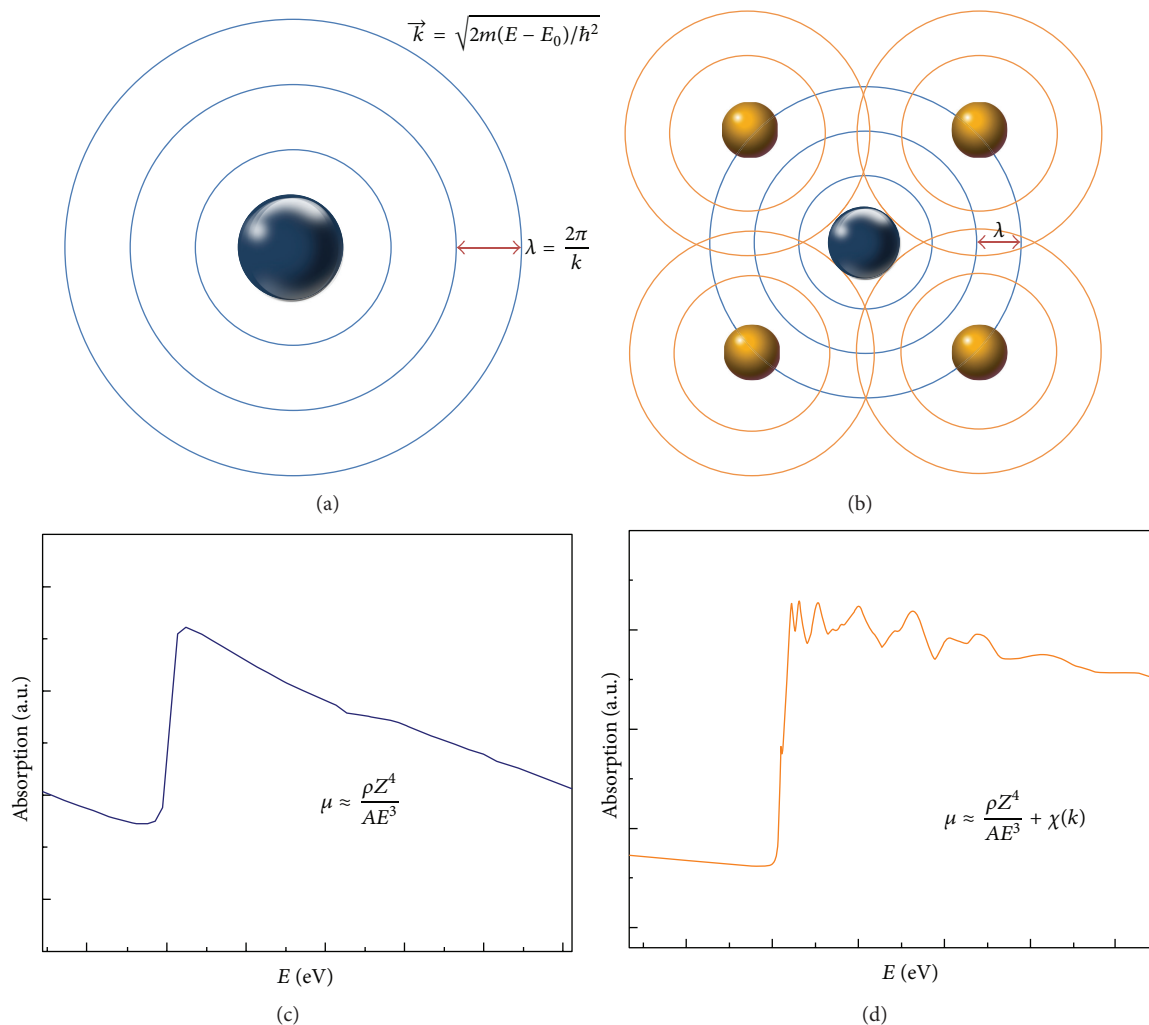 k⃗ = √2m(E − E₀)/ħ²
λ = 2π/k
(a)
λ
(b)
Absorption (a.u.)
μ ≈ ρZ⁴/AE³
E (eV)
(c)
Absorption (a.u.)
μ ≈ ρZ⁴/AE³ + χ(k)
E (eV)
(d)